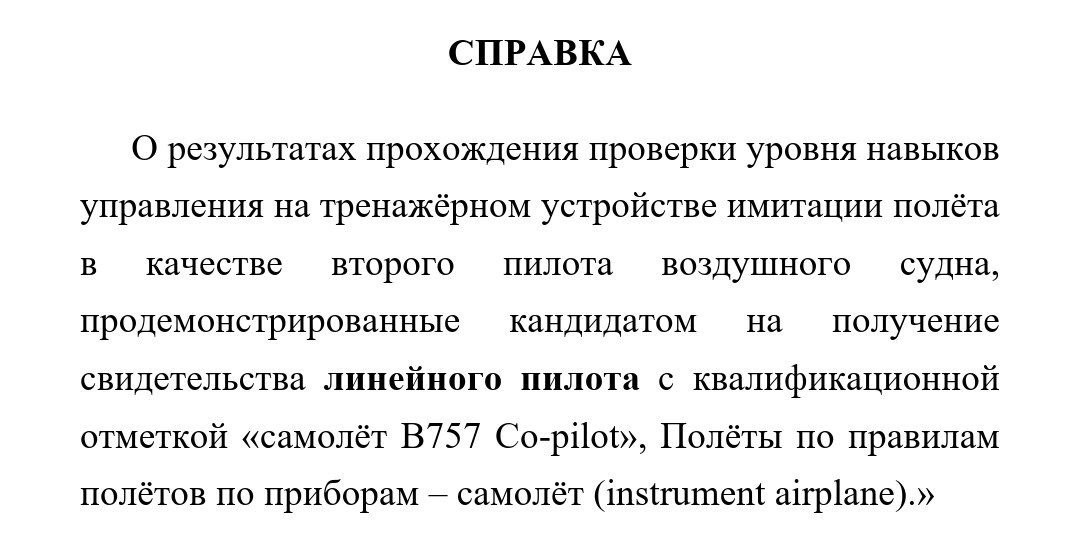 СПРАВКА
О результатах прохождения проверки уровня навыков
управления на тренажёрном устройстве имитации полёта
в качестве второго пилота воздушного судна,
продемонстрированные кандидатом на получение
свидетельства линейного пилота с квалификационной
отметкой «самолёт B757 Co-pilot», Полёты по правилам
полётов по приборам – самолёт (instrument airplane).»